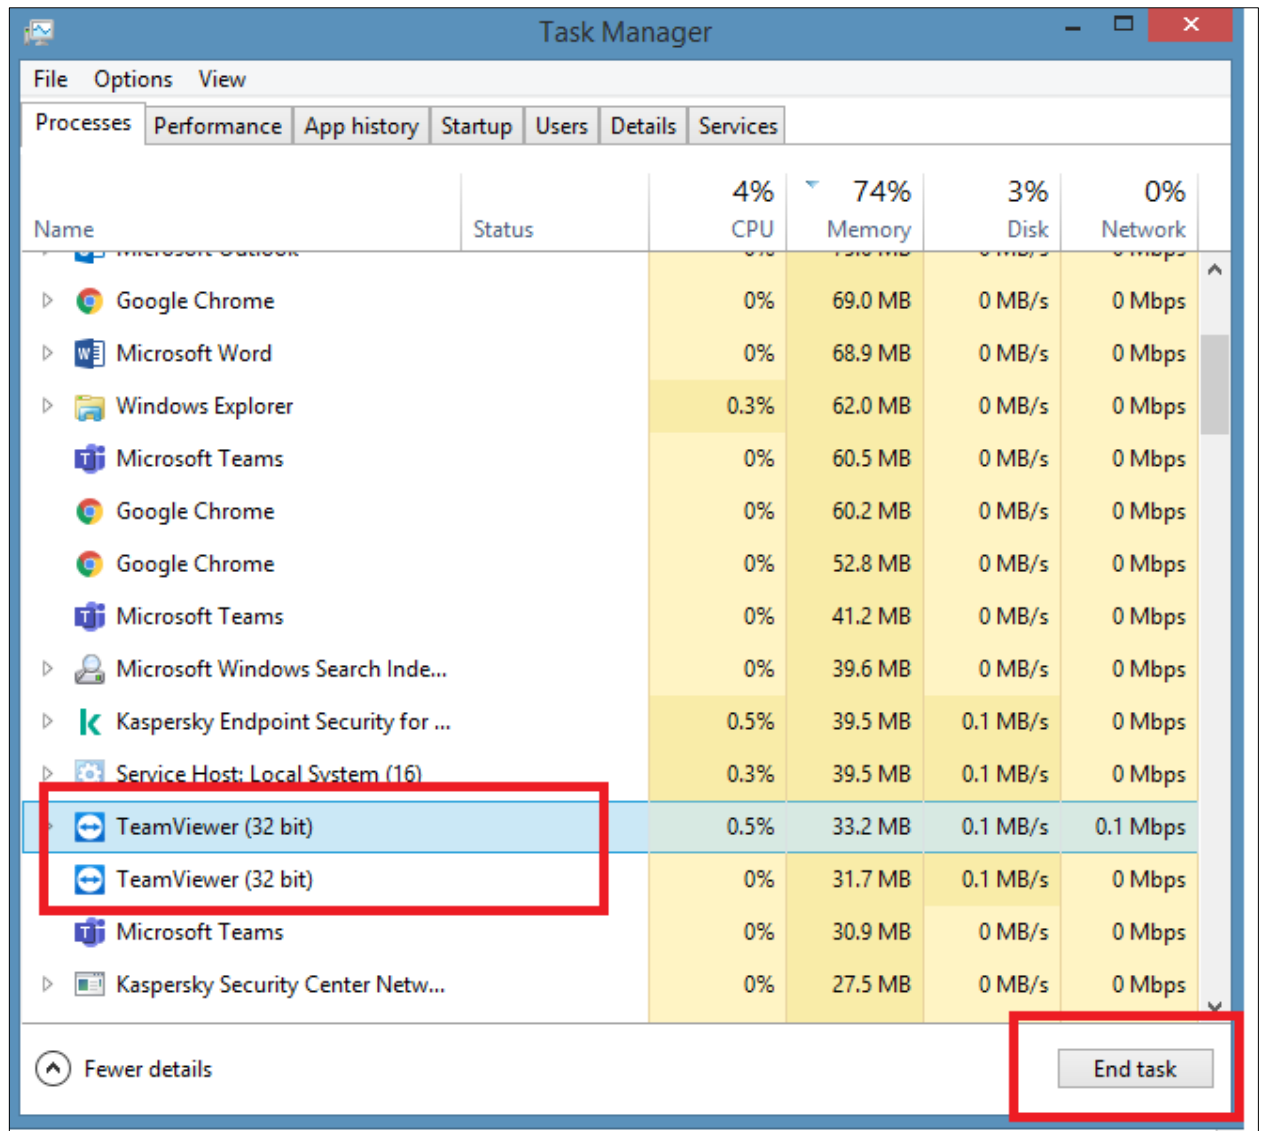 Task Manager
File Options View
Processes Performance App history Startup Users Details Services
4% 74% 3% 0%
Name Status CPU Memory Disk Network
Microsoft Outlook
Google Chrome 0% 69.0 MB 0 MB/s 0 Mbps
Microsoft Word 0% 68.9 MB 0 MB/s 0 Mbps
Windows Explorer 0.3% 62.0 MB 0 MB/s 0 Mbps
Microsoft Teams 0% 60.5 MB 0 MB/s 0 Mbps
Google Chrome 0% 60.2 MB 0 MB/s 0 Mbps
Google Chrome 0% 52.8 MB 0 MB/s 0 Mbps
Microsoft Teams 0% 41.2 MB 0 MB/s 0 Mbps
Microsoft Windows Search Inde... 0% 39.6 MB 0 MB/s 0 Mbps
Kaspersky Endpoint Security for ... 0.5% 39.5 MB 0.1 MB/s 0 Mbps
Service Host: Local System (16) 0.3% 39.5 MB 0.1 MB/s 0 Mbps
TeamViewer (32 bit) 0.5% 33.2 MB 0.1 MB/s 0.1 Mbps
TeamViewer (32 bit) 0% 31.7 MB 0.1 MB/s 0 Mbps
Microsoft Teams 0% 30.9 MB 0 MB/s 0 Mbps
Kaspersky Security Center Netw... 0% 27.5 MB 0 MB/s 0 Mbps
Fewer details End task